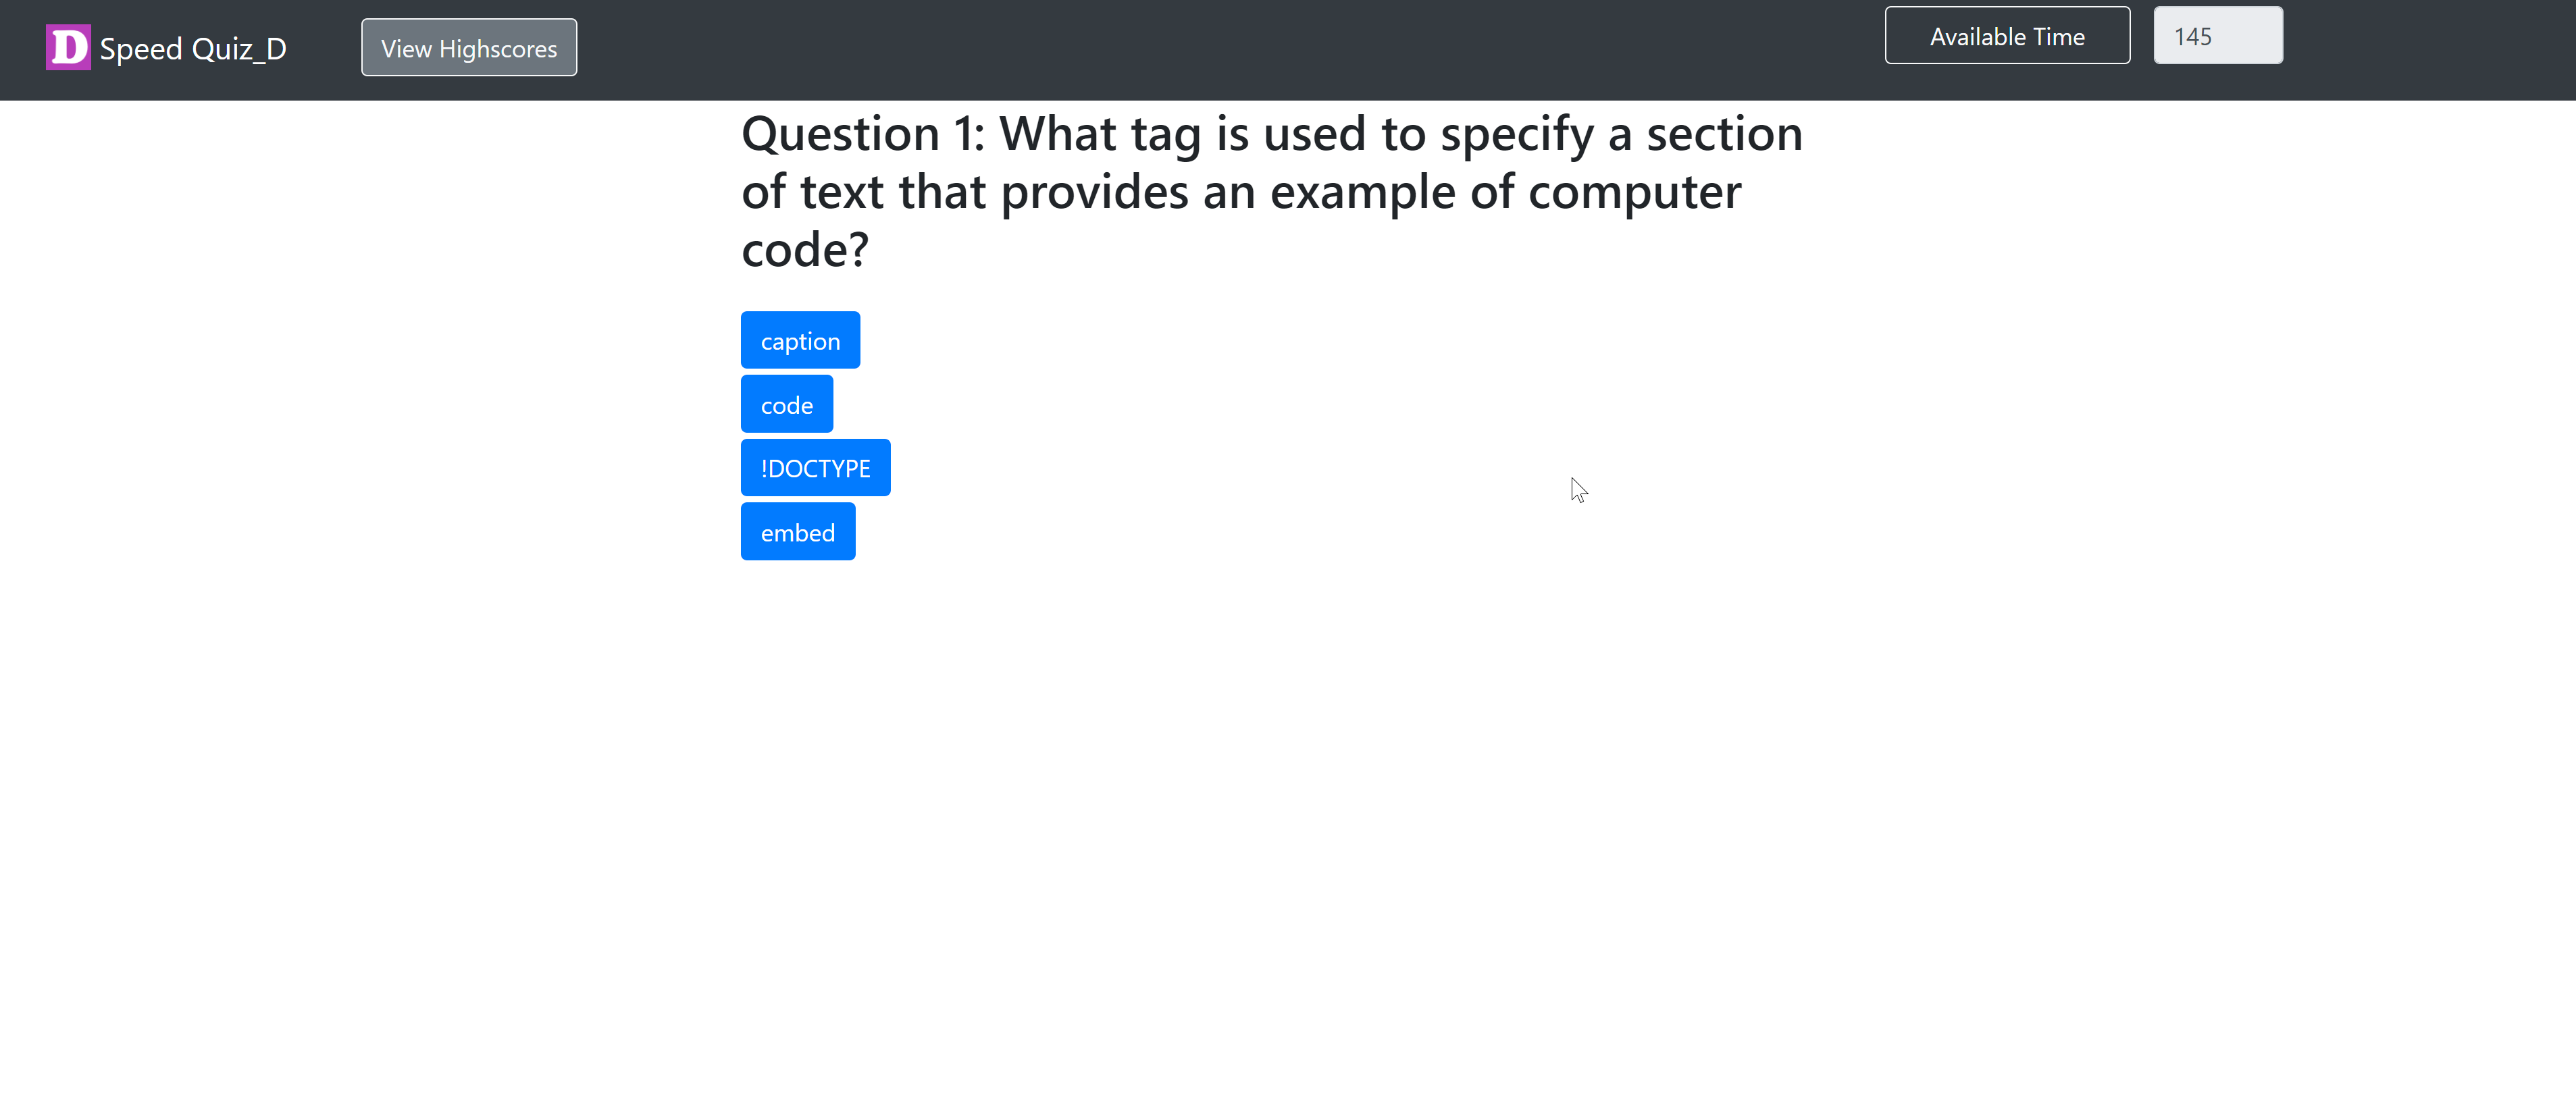 D Speed Quiz_D
View Highscores
Available Time
145
Question 1: What tag is used to specify a section
of text that provides an example of computer
code?
caption
code
!DOCTYPE
embed